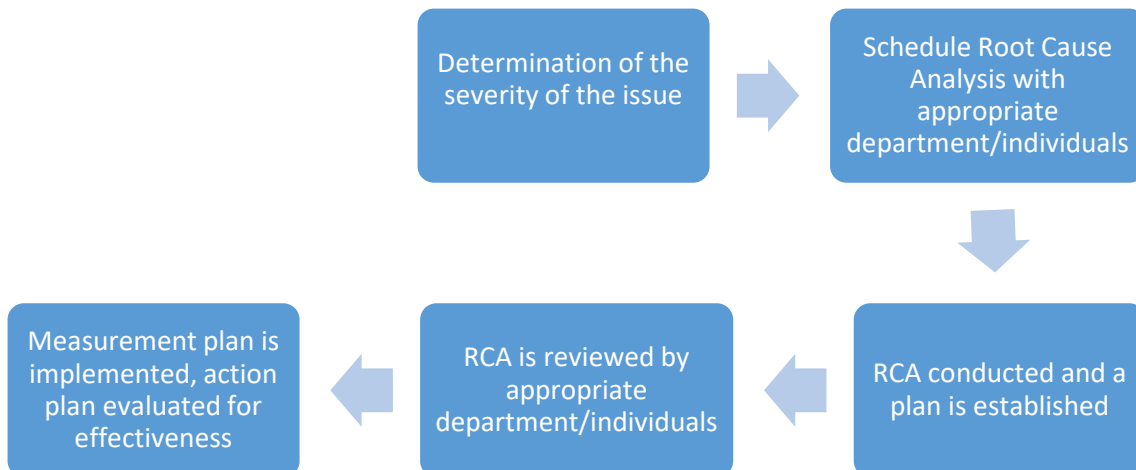 Determination of the
severity of the issue
Schedule Root Cause
Analysis with
appropriate
department/individuals
RCA conducted and a
plan is established
RCA is reviewed by
appropriate
department/individuals
Measurement plan is
implemented, action
plan evaluated for
effectiveness